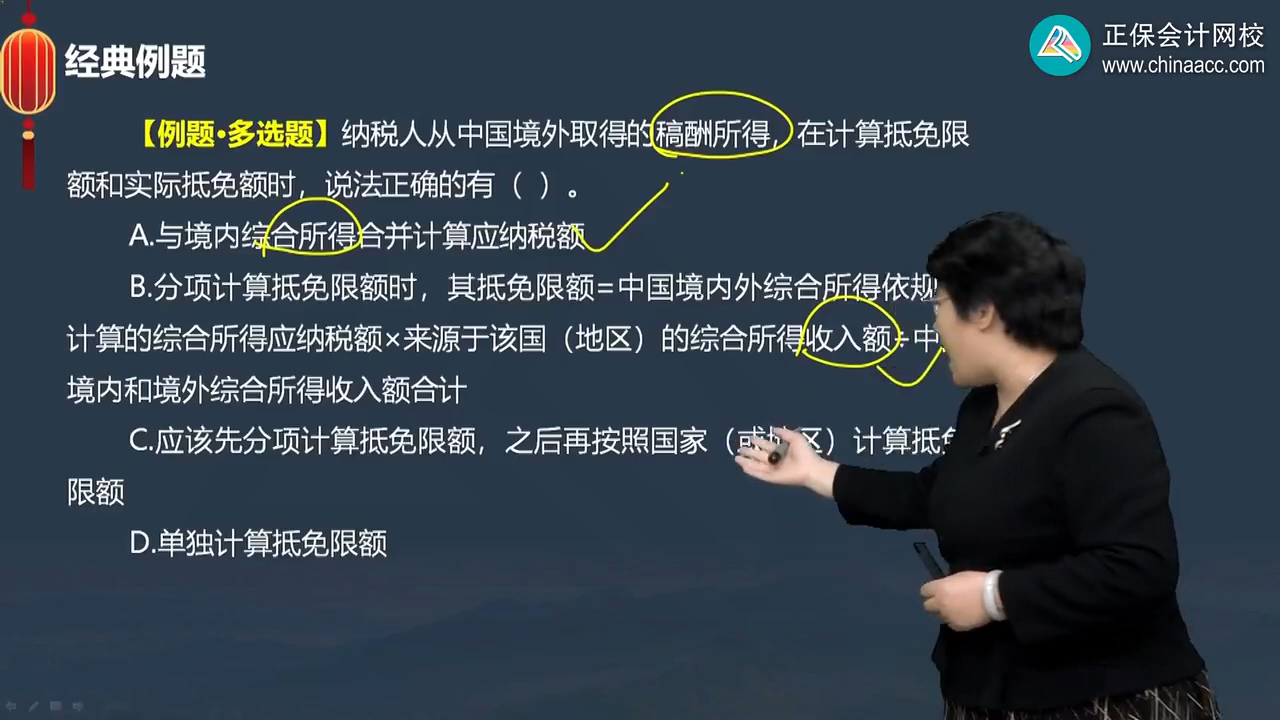 正保会计网校
www.chinaacc.com
经典例题
【例题·多选题】纳税人从中国境外取得的稿酬所得，在计算抵免限
额和实际抵免额时，说法正确的有（ ）。
A.与境内综合所得合并计算应纳税额
B.分项计算抵免限额时，其抵免限额=中国境内外综合所得依规
计算的综合所得应纳税额×来源于该国（地区）的综合所得收入额÷中
境内和境外综合所得收入额合计
C.应该先分项计算抵免限额，之后再按照国家（或地区）计算抵免
限额
D.单独计算抵免限额